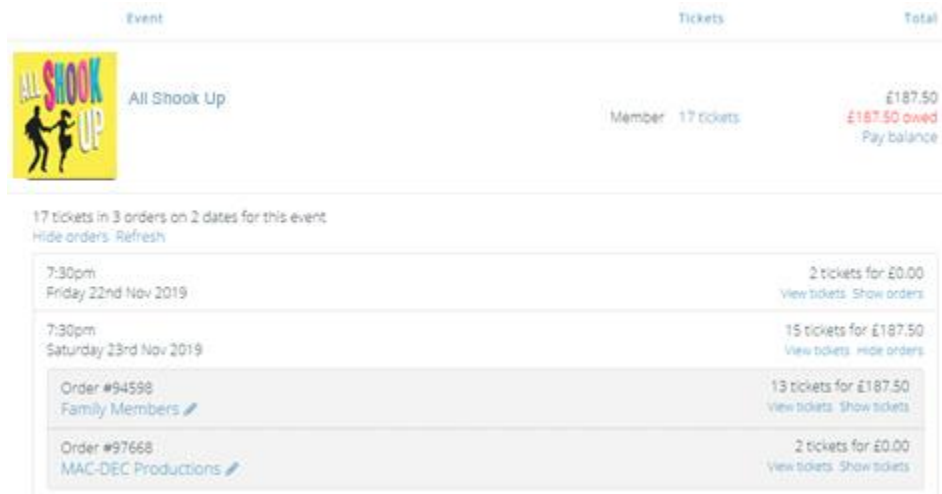 Event Tickets Total
ALL SHOOK UP
All Shook Up
£187.50
Member 17 tickets £187.50 owed
Pay balance
17 tickets in 3 orders on 2 dates for this event
Hide orders Refresh
7:30pm 2 tickets for £0.00
Friday 22nd Nov 2019 View tickets Show orders
7:30pm 15 tickets for £187.50
Saturday 23rd Nov 2019 View tickets Hide orders
Order #94598 13 tickets for £187.50
Family Members View tickets Show tickets
Order #97668 2 tickets for £0.00
MAC-DEC Productions View tickets Show tickets